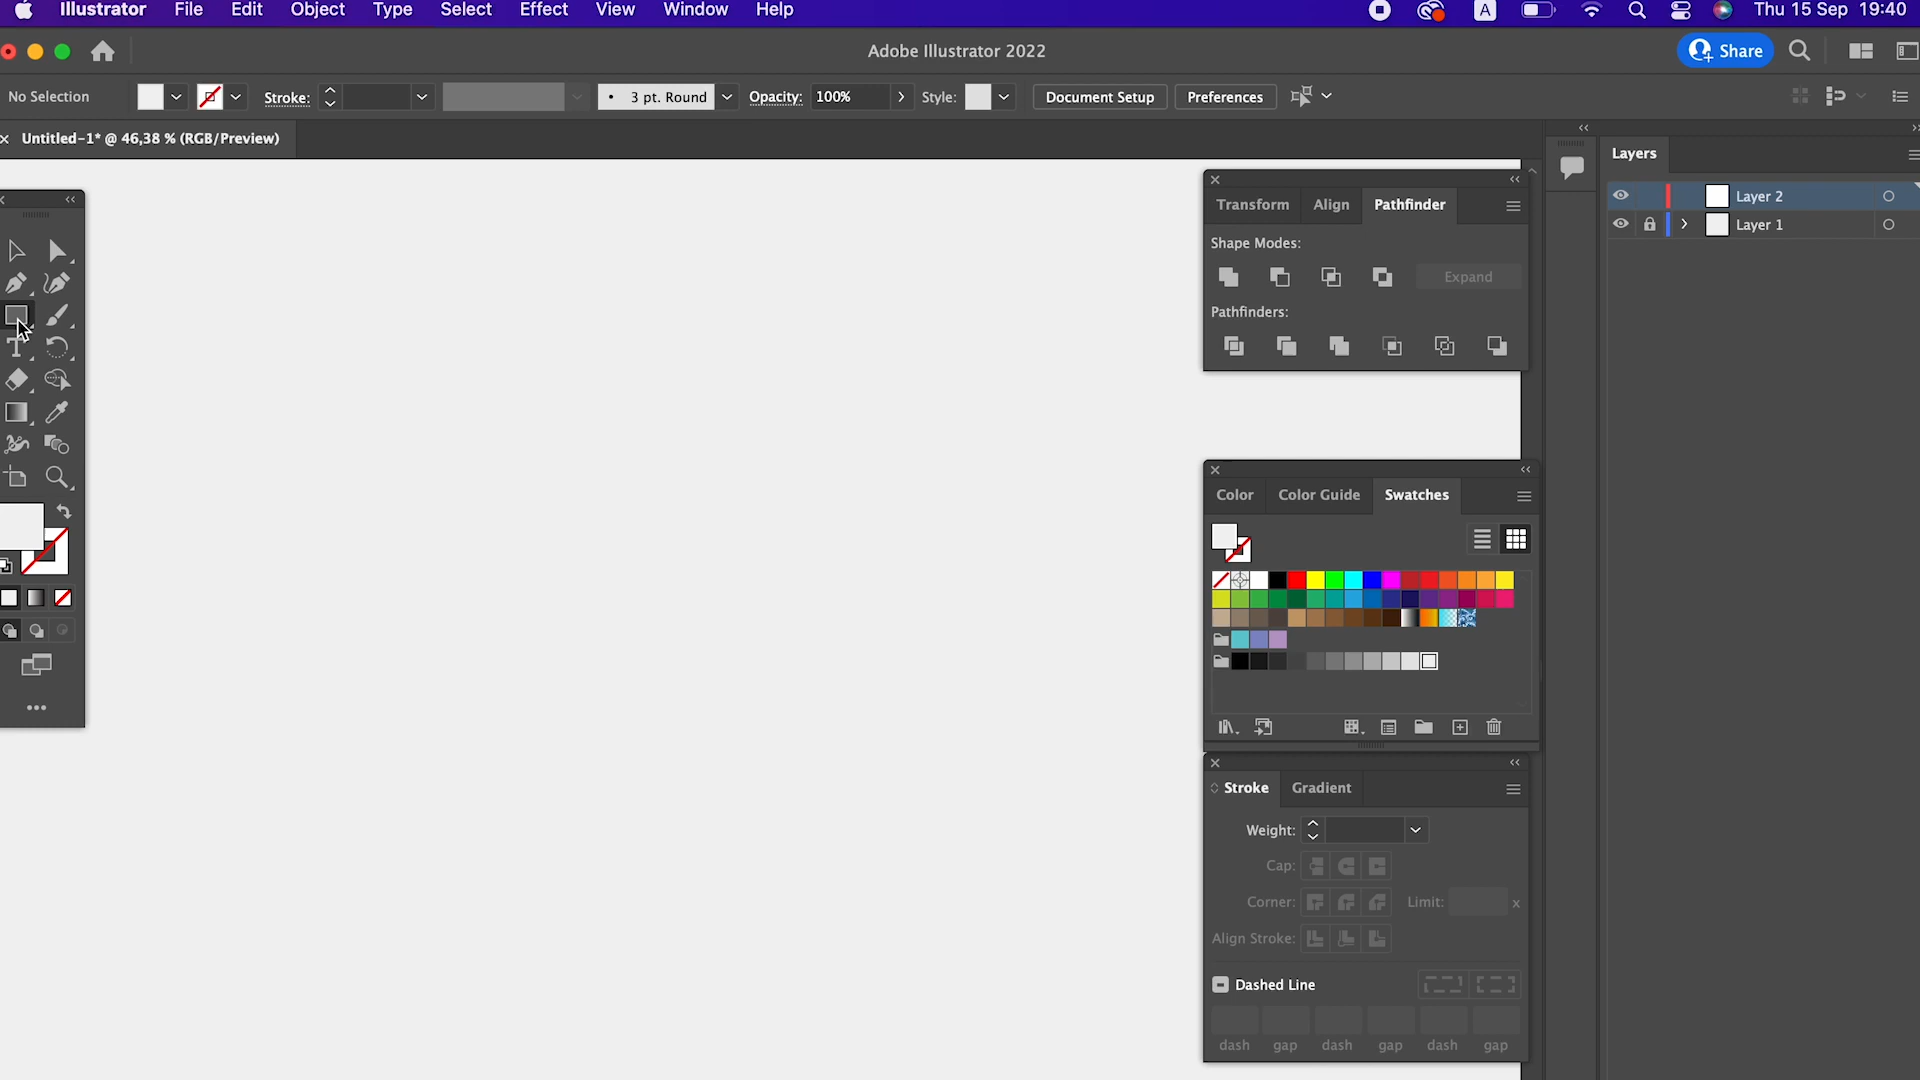 Illustrator File Edit Object Type Select Effect View Window Help A Thu 15 Sep 19:40
Adobe Illustrator 2022
Share
No Selection Stroke: 3 pt. Round Opacity: 100% Style: Document Setup Preferences
Untitled-1* @ 46,38 % (RGB/Preview)
Layers
Layer 2
Layer 1
Transform Align Pathfinder
Shape Modes:
Expand
Pathfinders:
Color Color Guide Swatches
Stroke Gradient
Weight:
Cap:
Corner: Limit: x
Align Stroke:
Dashed Line
dash gap dash gap dash gap